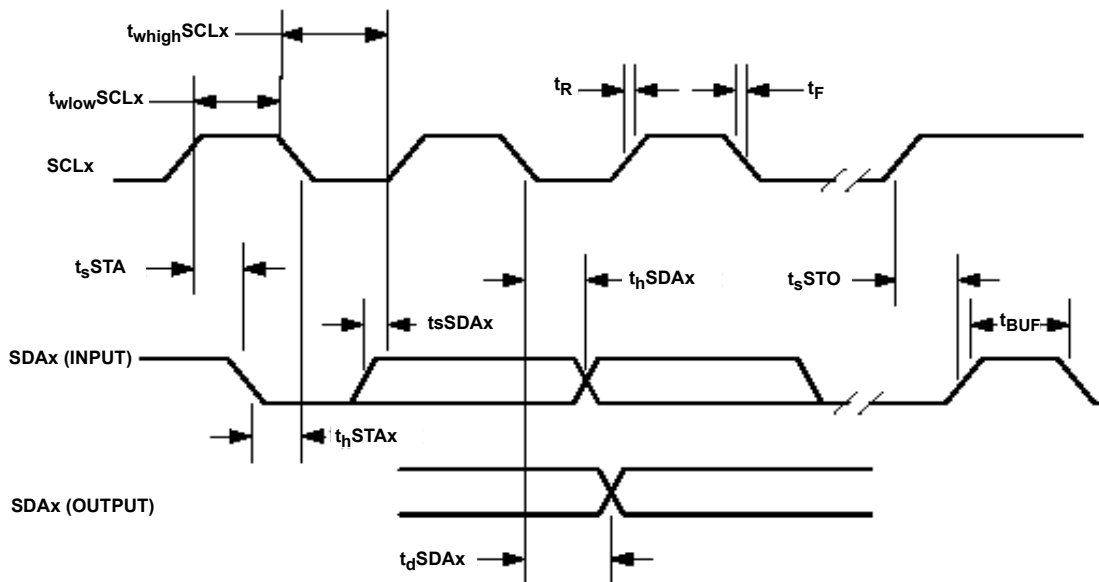 twhighSCLx
twlowSCLx
tR
tF
SCLx
tsSTA
thSDAx
tsSTO
tsSDAx
tBUF
SDAx (INPUT)
thSTAx
SDAx (OUTPUT)
tdSDAx